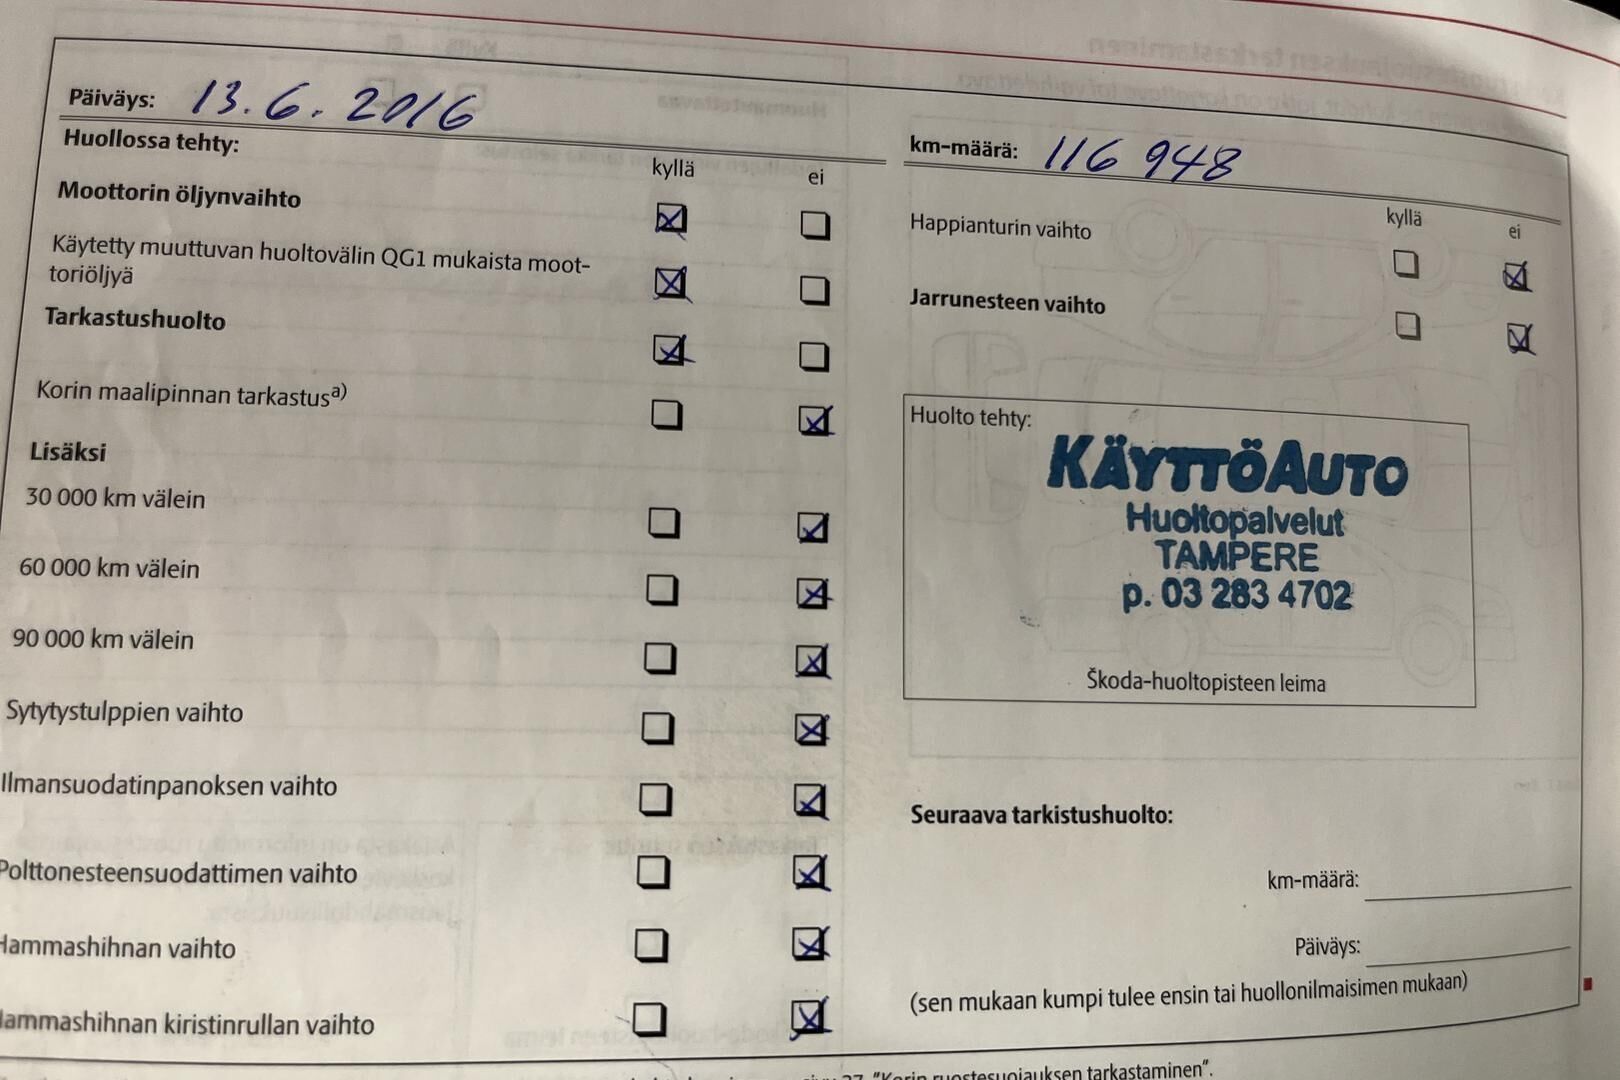 Päiväys: 13.6.2016
Huollossa tehty:
kyllä ei
Moottorin öljynvaihto
Käytetty muuttuvan huoltovälin QG1 mukaista moot-
toriöljyä
Tarkastushuolto
Korin maalipinnan tarkastusa)
Lisäksi
30 000 km välein
60 000 km välein
90 000 km välein
Sytytystulppien vaihto
Ilmansuodatinpanoksen vaihto
Polttonesteensuodattimen vaihto
Hammashihnan vaihto
Hammashihnan kiristinrullan vaihto
km-määrä: 116 948
kyllä ei
Happianturin vaihto
Jarrunesteen vaihto
Huolto tehty:
KÄYTTÖAUTO
Huoltopalvelut
TAMPERE
p. 03 283 4702
Škoda-huoltopisteen leima
Seuraava tarkistushuolto:
km-määrä:
Päiväys:
(sen mukaan kumpi tulee ensin tai huollonilmaisimen mukaan)
27, "Korin ruostesuojauksen tarkastaminen".